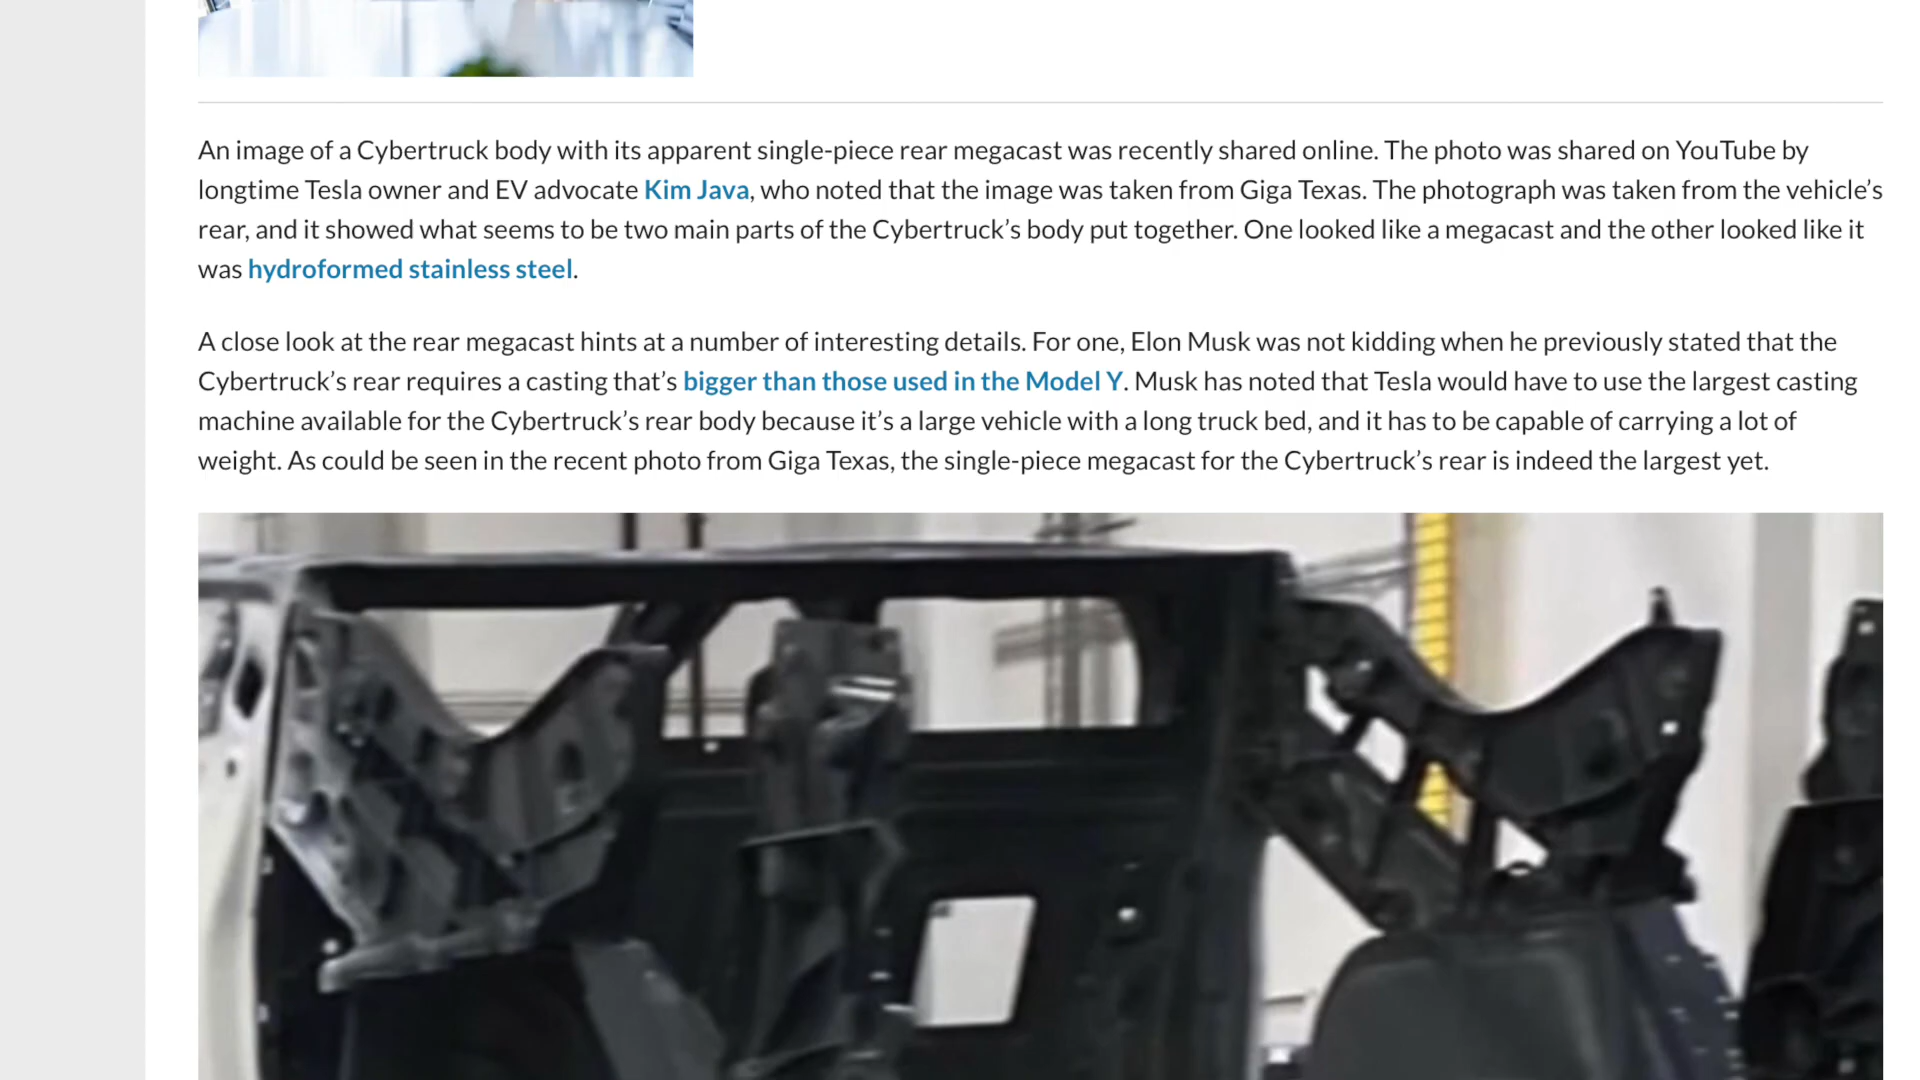 An image of a Cybertruck body with its apparent single-piece rear megacast was recently shared online. The photo was shared on YouTube by
longtime Tesla owner and EV advocate Kim Java, who noted that the image was taken from Giga Texas. The photograph was taken from the vehicle’s
rear, and it showed what seems to be two main parts of the Cybertruck’s body put together. One looked like a megacast and the other looked like it
was hydroformed stainless steel.
A close look at the rear megacast hints at a number of interesting details. For one, Elon Musk was not kidding when he previously stated that the
Cybertruck’s rear requires a casting that’s bigger than those used in the Model Y. Musk has noted that Tesla would have to use the largest casting
machine available for the Cybertruck’s rear body because it’s a large vehicle with a long truck bed, and it has to be capable of carrying a lot of
weight. As could be seen in the recent photo from Giga Texas, the single-piece megacast for the Cybertruck’s rear is indeed the largest yet.